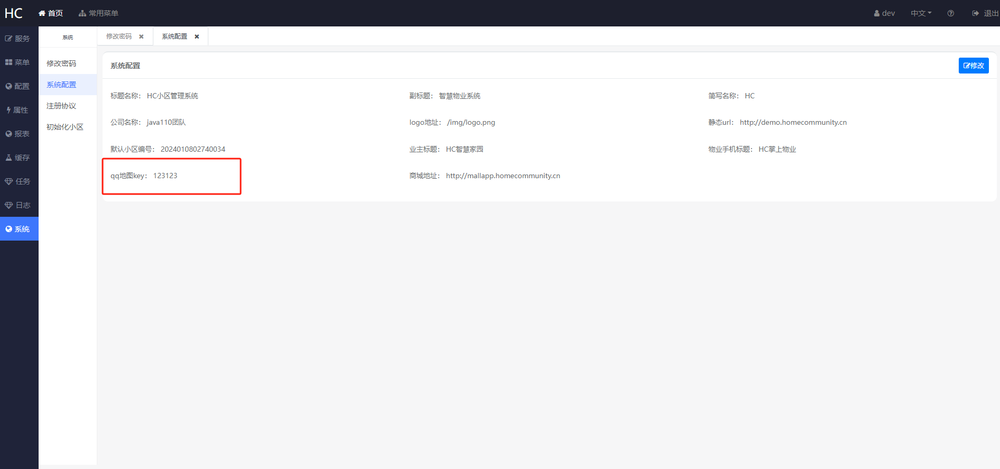 HC 首页 常用菜单 dev 中文 退出
服务
菜单
配置
属性
报表
缓存
任务
日志
系统
系统
修改密码
系统配置
注册协议
初始化小区
修改密码 系统配置
系统配置 修改
标题名称： HC小区管理系统 副标题： 智慧物业系统 简写名称： HC
公司名称： java110团队 logo地址： /img/logo.png 静态url： http://demo.homecommunity.cn
默认小区编号： 2024010802740034 业主标题： HC智慧家园 物业手机标题： HC掌上物业
qq地图key： 123123 商城地址： http://mallapp.homecommunity.cn